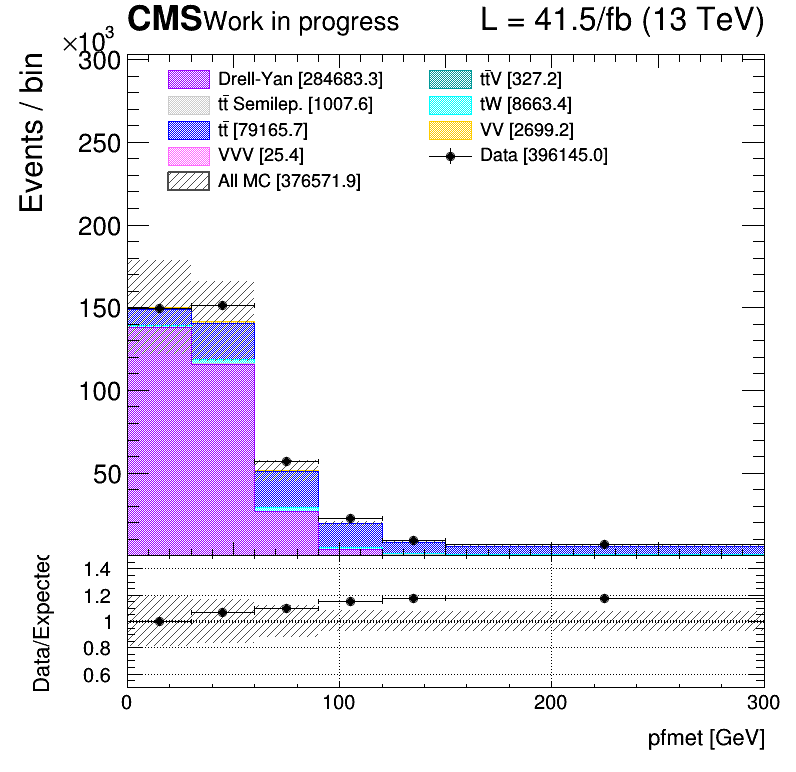 CMS Work in progress L = 41.5/fb (13 TeV)
×10³
Events / bin
300
250
200
150
100
50
Drell-Yan [284683.3]
tt̄ Semilep. [1007.6]
tt̄ [79165.7]
VVV [25.4]
All MC [376571.9]
tt̄V [327.2]
tW [8663.4]
VV [2699.2]
Data [396145.0]
Data/Expected
1.4
1.2
1
0.8
0.6
0 100 200 300
pfmet [GeV]